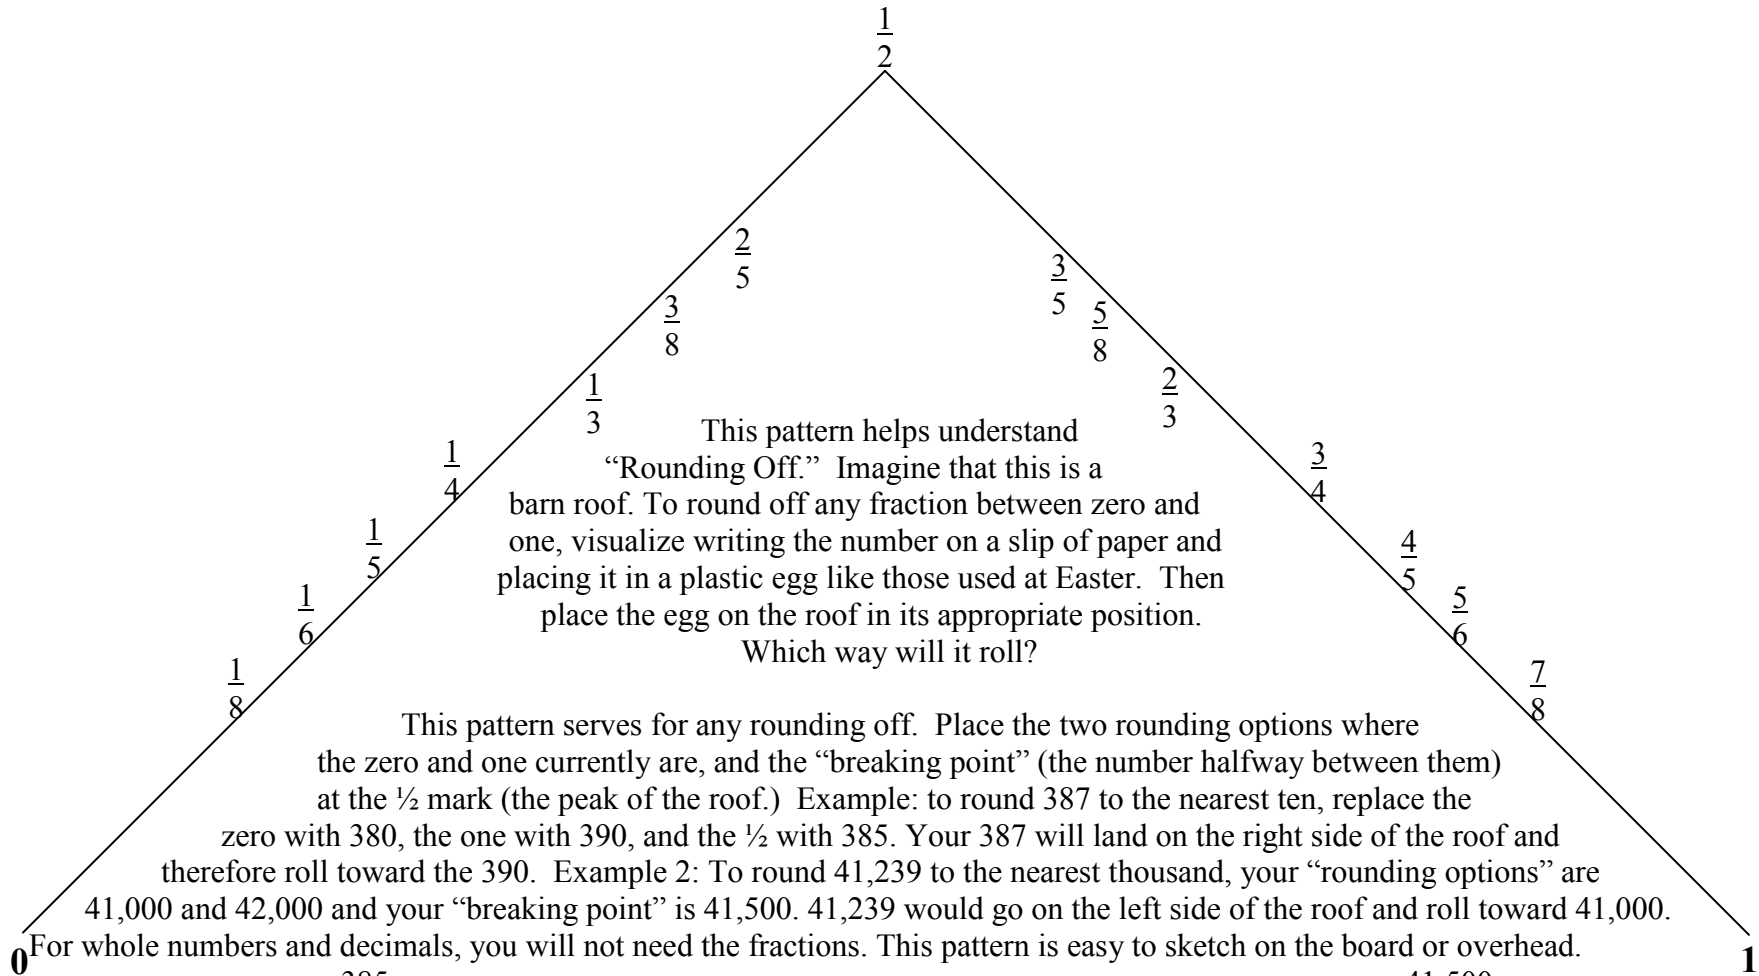 1
2
2
5
3
5
3
8
5
8
1
3
2
3
This pattern helps understand
1
4
3
4
“Rounding Off.” Imagine that this is a
barn roof. To round off any fraction between zero and
one, visualize writing the number on a slip of paper and
1
5
4
5
placing it in a plastic egg like those used at Easter. Then
place the egg on the roof in its appropriate position.
1
6
5
6
Which way will it roll?
1
8
7
8
This pattern serves for any rounding off. Place the two rounding options where
the zero and one currently are, and the “breaking point” (the number halfway between them)
at the ½ mark (the peak of the roof.) Example: to round 387 to the nearest ten, replace the
zero with 380, the one with 390, and the ½ with 385. Your 387 will land on the right side of the roof and
therefore roll toward the 390. Example 2: To round 41,239 to the nearest thousand, your “rounding options” are
41,000 and 42,000 and your “breaking point” is 41,500. 41,239 would go on the left side of the roof and roll toward 41,000.
For whole numbers and decimals, you will not need the fractions. This pattern is easy to sketch on the board or overhead.
0
1
385
41,500